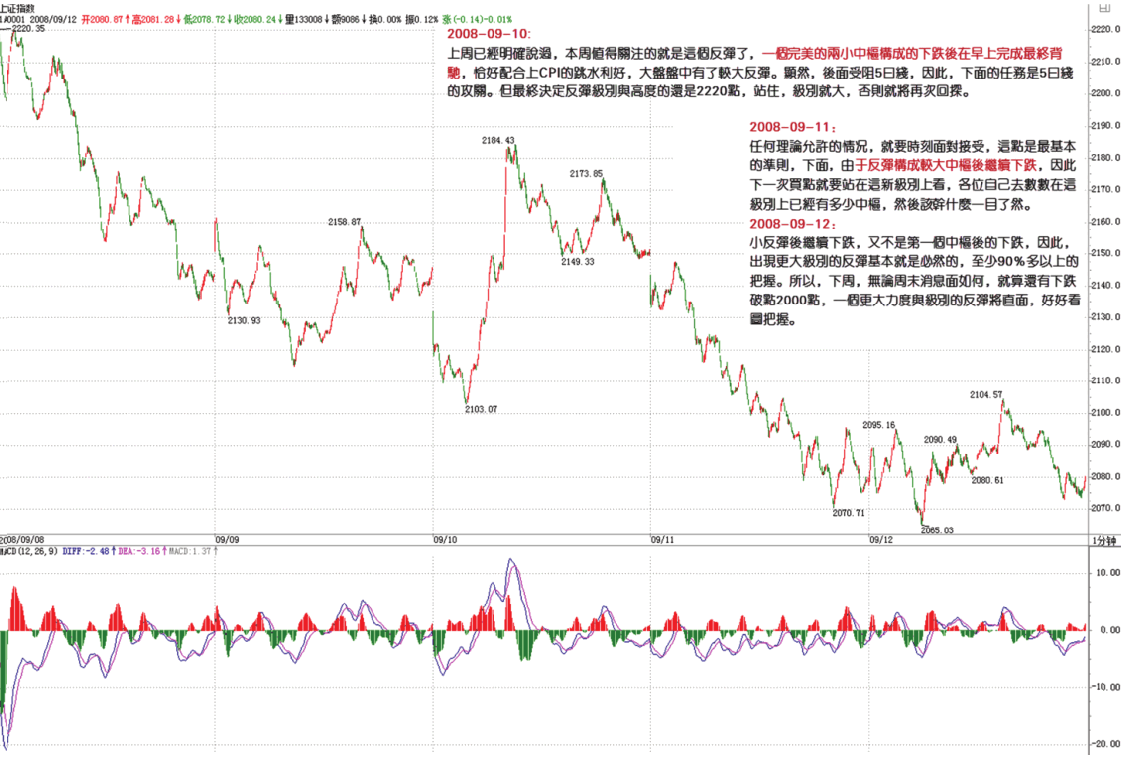 上证指数
1A0001 2008/09/12 开2080.87↑高2081.28↓低2078.72↓收2080.24↓量133008↓额9086↓换0.00% 振0.12% 涨(-0.14)-0.01%
2220.35
2008-09-10:
上周已經明確說過，本周值得關注的就是這個反彈了，一個完美的兩小中樞構成的下跌後在早上完成最終背
馳，恰好配合上CPI的跳水利好，大盤盤中有了較大反彈。顯然，後面受阻5日綫，因此，下面的任務是5日綫
的攻關。但最終決定反彈級別與高度的還是2220點，站住，級別就大，否則就將再次回探。
2008-09-11:
任何理論允許的情況，就要時刻面對接受，這點是最基本
的準則，下面，由于反彈構成較大中樞後繼續下跌，因此
下一次買點就要站在這新級別上看，各位自己去數數在這
級別上已經有多少中樞，然後該幹什麼一目了然。
2008-09-12:
小反彈後繼續下跌，又不是第一個中樞後的下跌，因此，
出現更大級別的反彈基本就是必然的，至少90%多以上的
把握。所以，下周，無論周末消息面如何，就算還有下跌
破點2000點，一個更大力度與級別的反彈將直面，好好看
圖把握。
2184.43
2173.85
2158.87
2149.33
2130.93
2103.07
2104.57
2095.16
2090.49
2080.61
2070.71
2065.03
2220.0
2210.0
2200.0
2190.0
2180.0
2170.0
2160.0
2150.0
2140.0
2130.0
2120.0
2110.0
2100.0
2090.0
2080.0
2070.0
2008/09/08 09/09 09/10 09/11 09/12 1分钟
MACD(12,26,9) DIFF:-2.48↑ DEA:-3.16↑ MACD:1.37↑
10.00
0.00
-10.00
-20.00